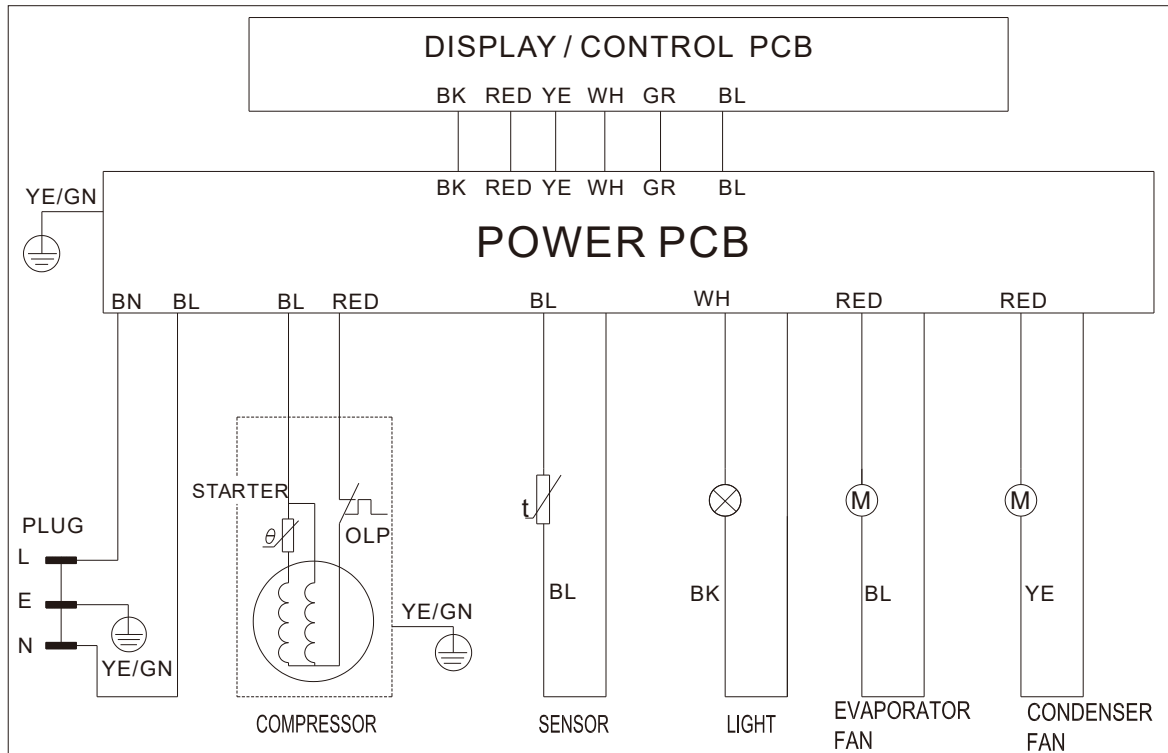 DISPLAY / CONTROL PCB
BK RED YE WH GR BL
BK RED YE WH GR BL
YE/GN
POWER PCB
BN BL BL RED BL WH RED RED
STARTER
θ
OLP
t
M
M
PLUG
L
E
N
YE/GN
YE/GN
BL
BK
BL
YE
COMPRESSOR
SENSOR
LIGHT
EVAPORATOR
FAN
CONDENSER
FAN